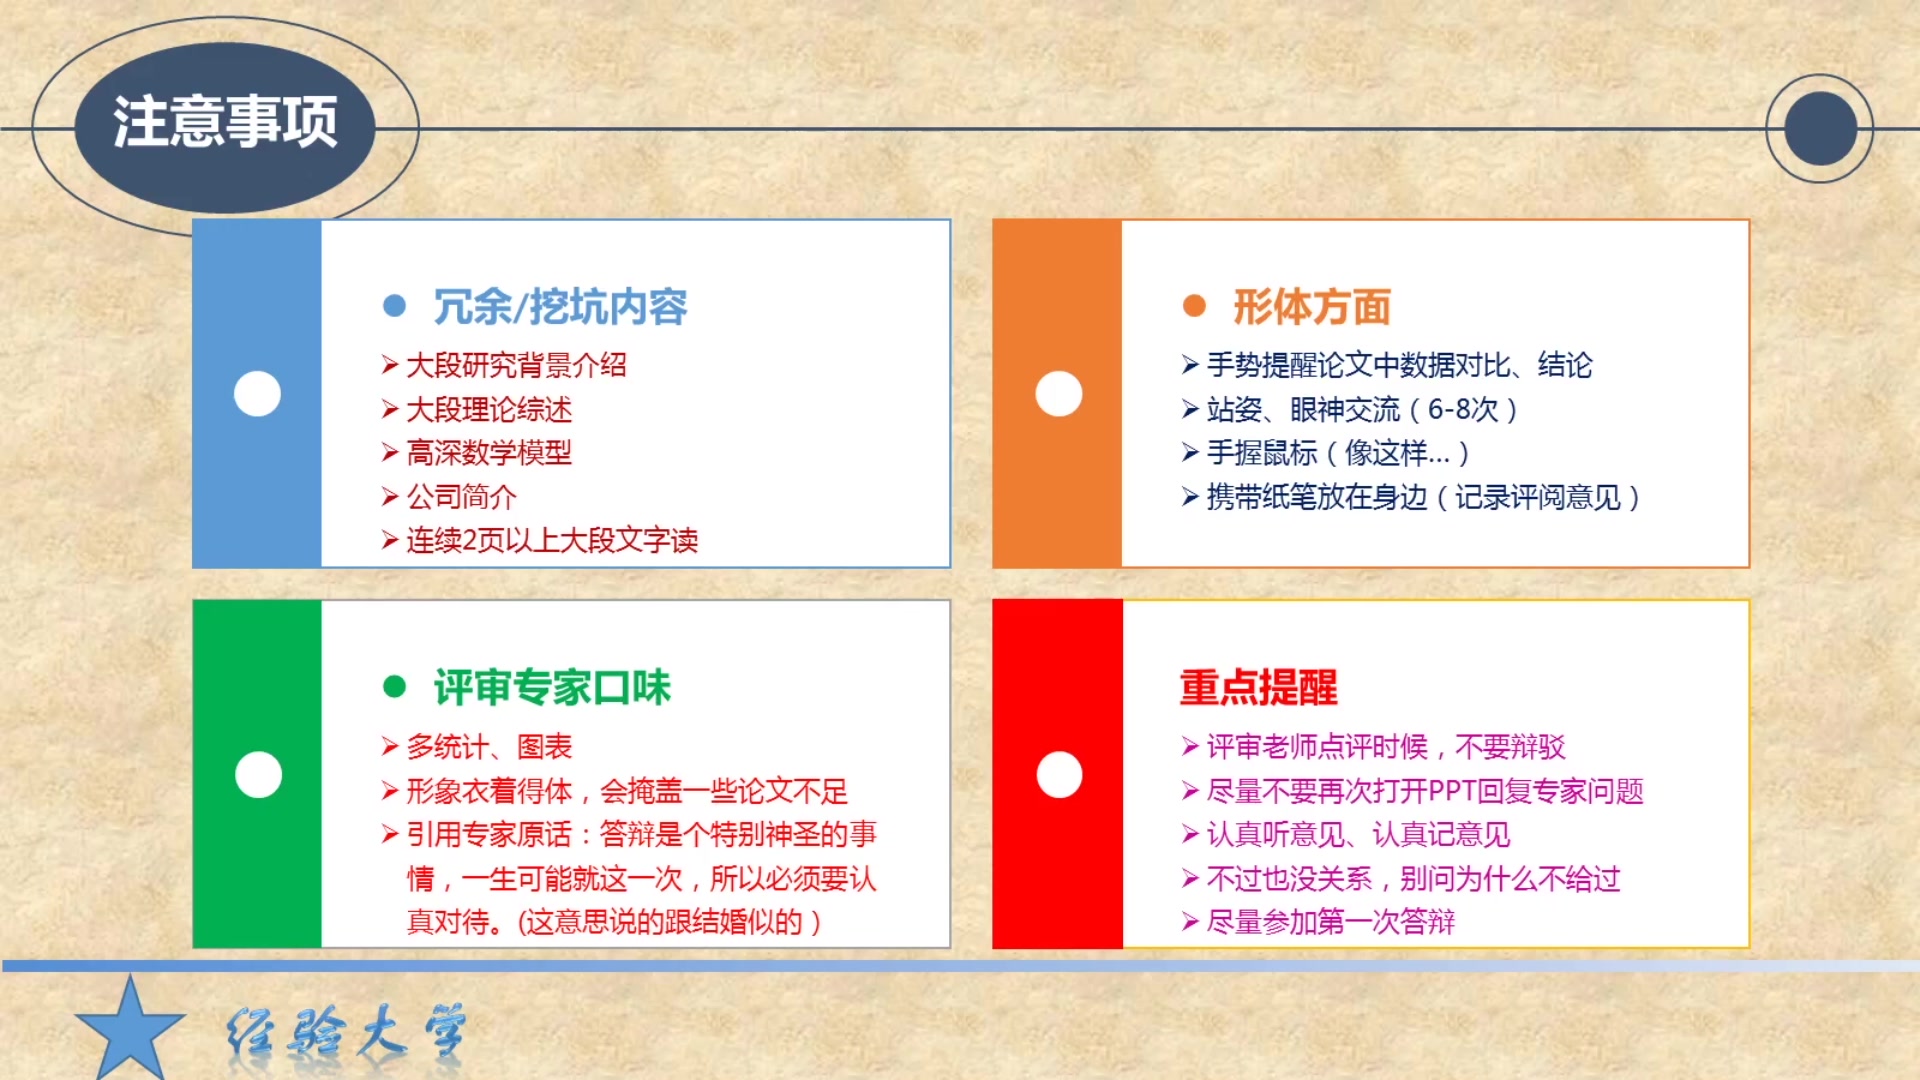 注意事项
冗余/挖坑内容
大段研究背景介绍
大段理论综述
高深数学模型
公司简介
连续2页以上大段文字读
形体方面
手势提醒论文中数据对比、结论
站姿、眼神交流（6-8次）
手握鼠标（像这样...）
携带纸笔放在身边（记录评阅意见）
评审专家口味
多统计、图表
形象衣着得体，会掩盖一些论文不足
引用专家原话：答辩是个特别神圣的事
情，一生可能就这一次，所以必须要认
真对待。(这意思说的跟结婚似的）
重点提醒
评审老师点评时候，不要辩驳
尽量不要再次打开PPT回复专家问题
认真听意见、认真记意见
不过也没关系，别问为什么不给过
尽量参加第一次答辩
经验大学